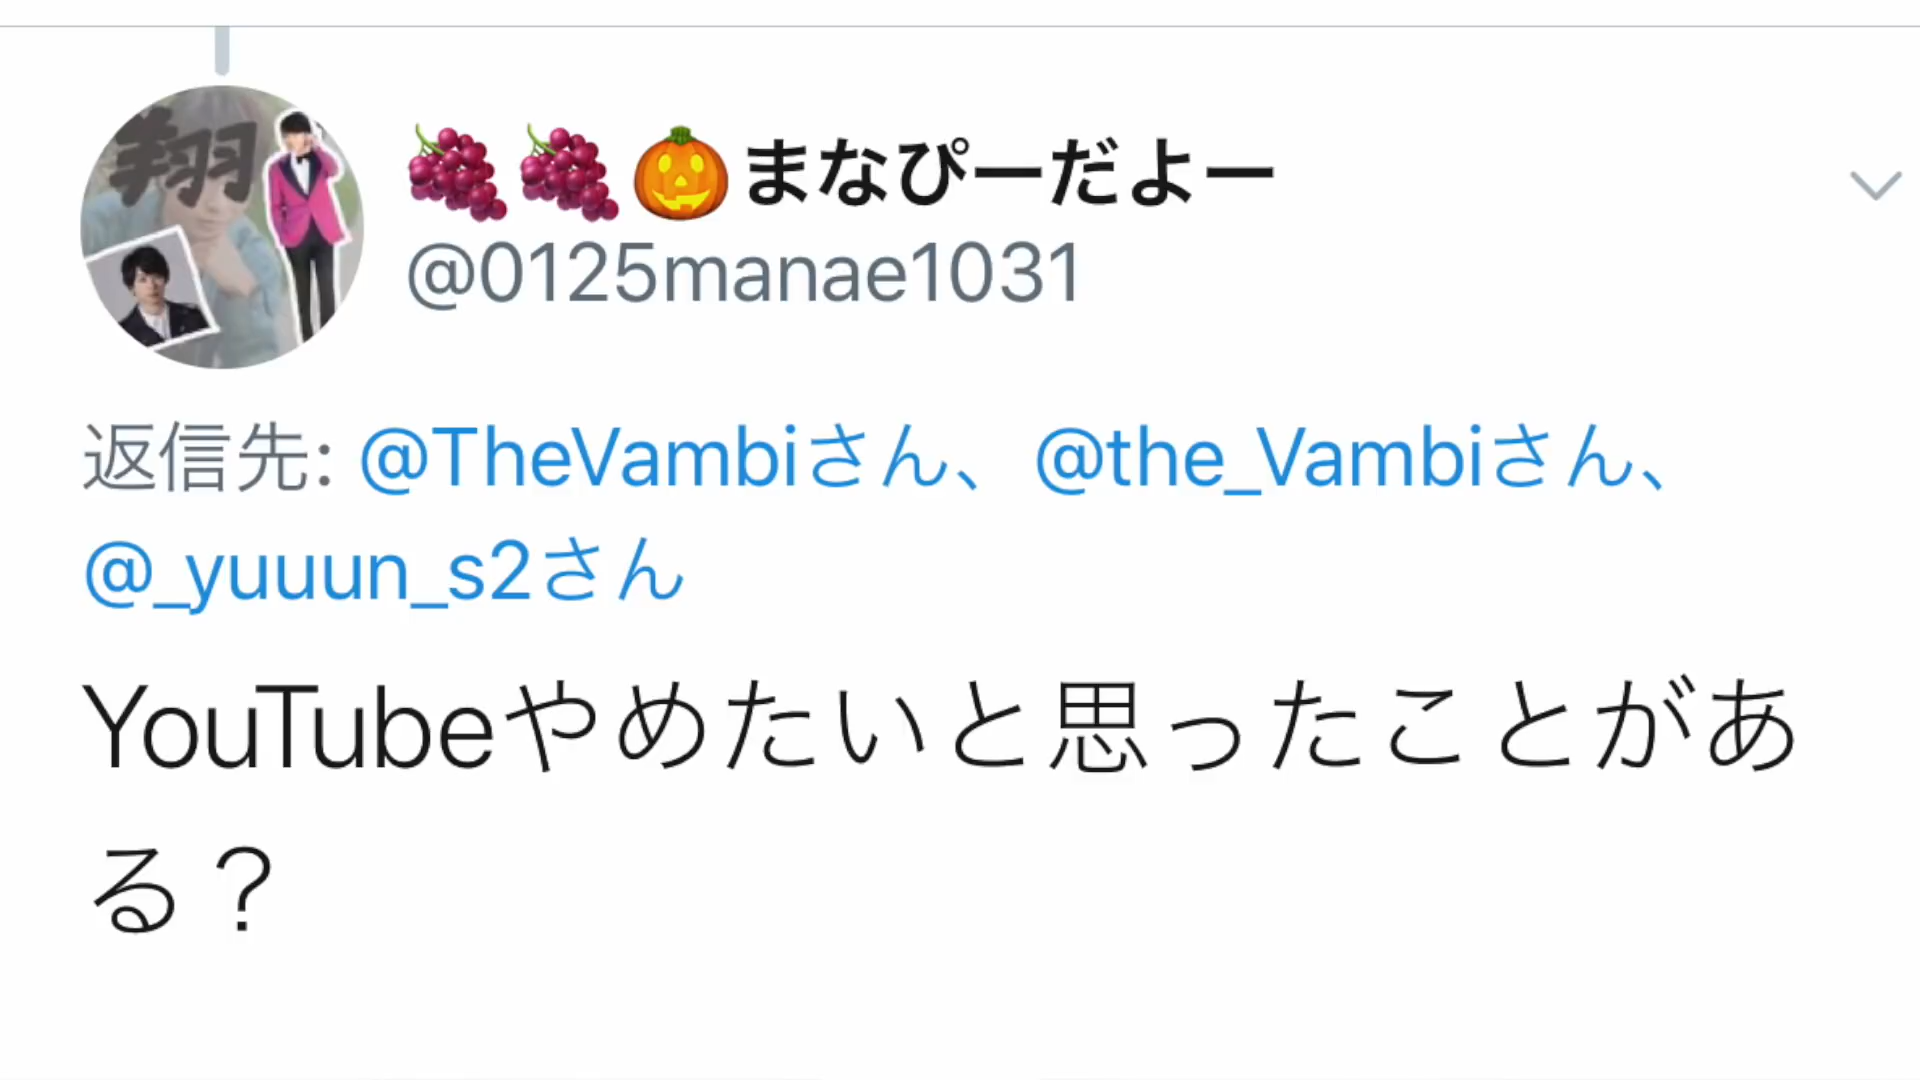 翔
🍇🍇🎃まなぴーだよー
@0125manae1031
返信先: @TheVambiさん、 @the_Vambiさん、
@_yuuun_s2さん
YouTubeやめたいと思ったことがあ
る？